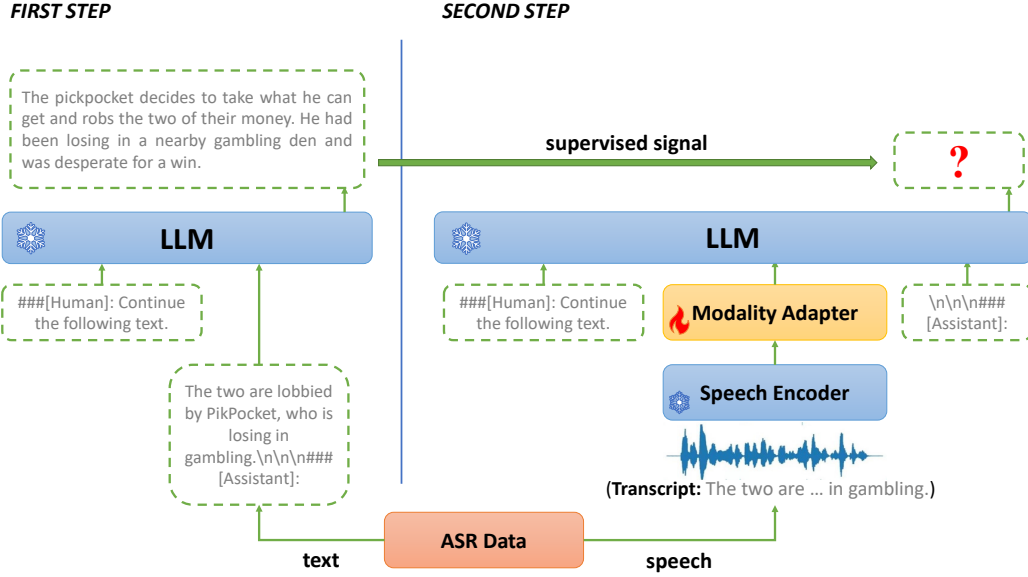 FIRST STEP
SECOND STEP
The pickpocket decides to take what he can
get and robs the two of their money. He had
been losing in a nearby gambling den and
was desperate for a win.
supervised signal
?
LLM
LLM
###[Human]: Continue
the following text.
###[Human]: Continue
the following text.
Modality Adapter
\n\n\n###
[Assistant]:
The two are lobbied
by PikPocket, who is
losing in
gambling.\n\n\n###
[Assistant]:
Speech Encoder
(Transcript: The two are ... in gambling.)
ASR Data
text
speech